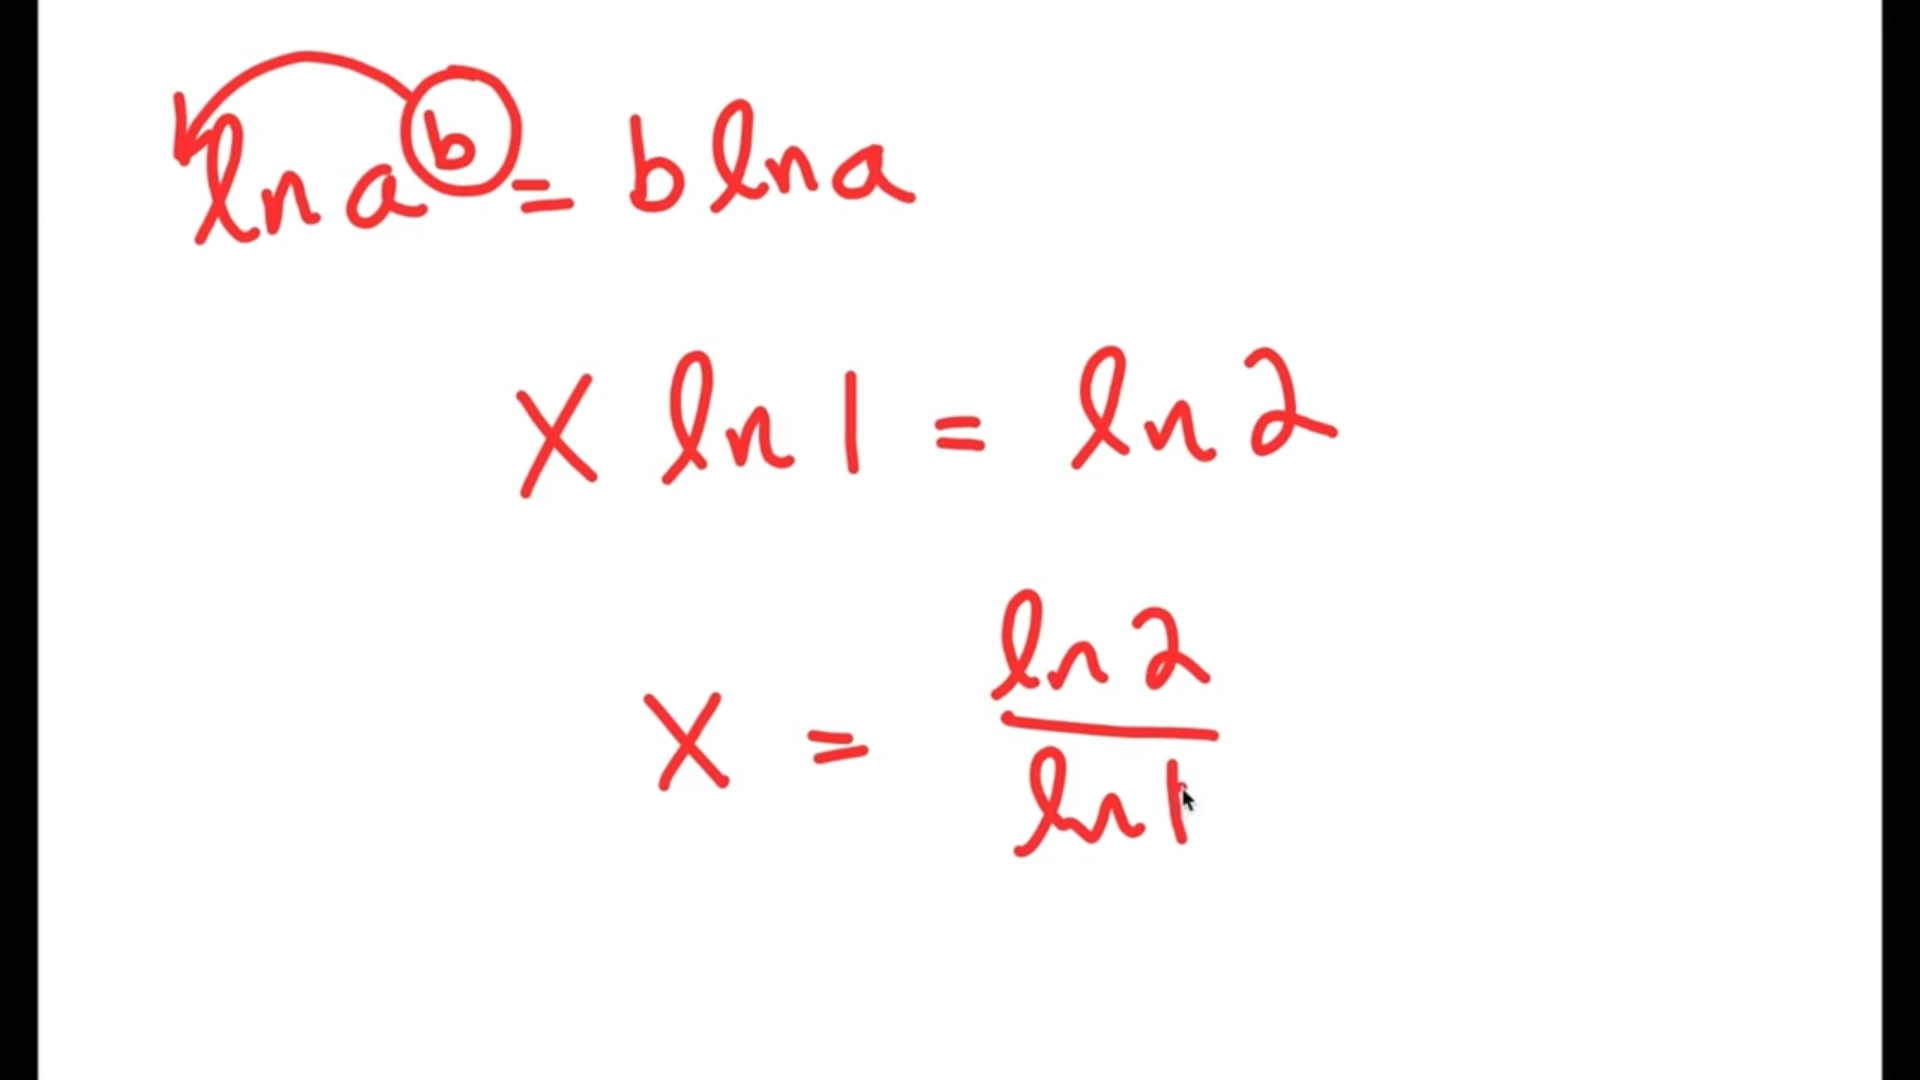 ln a^b = b ln a
x ln 1 = ln 2
x = ln 2 / ln 1